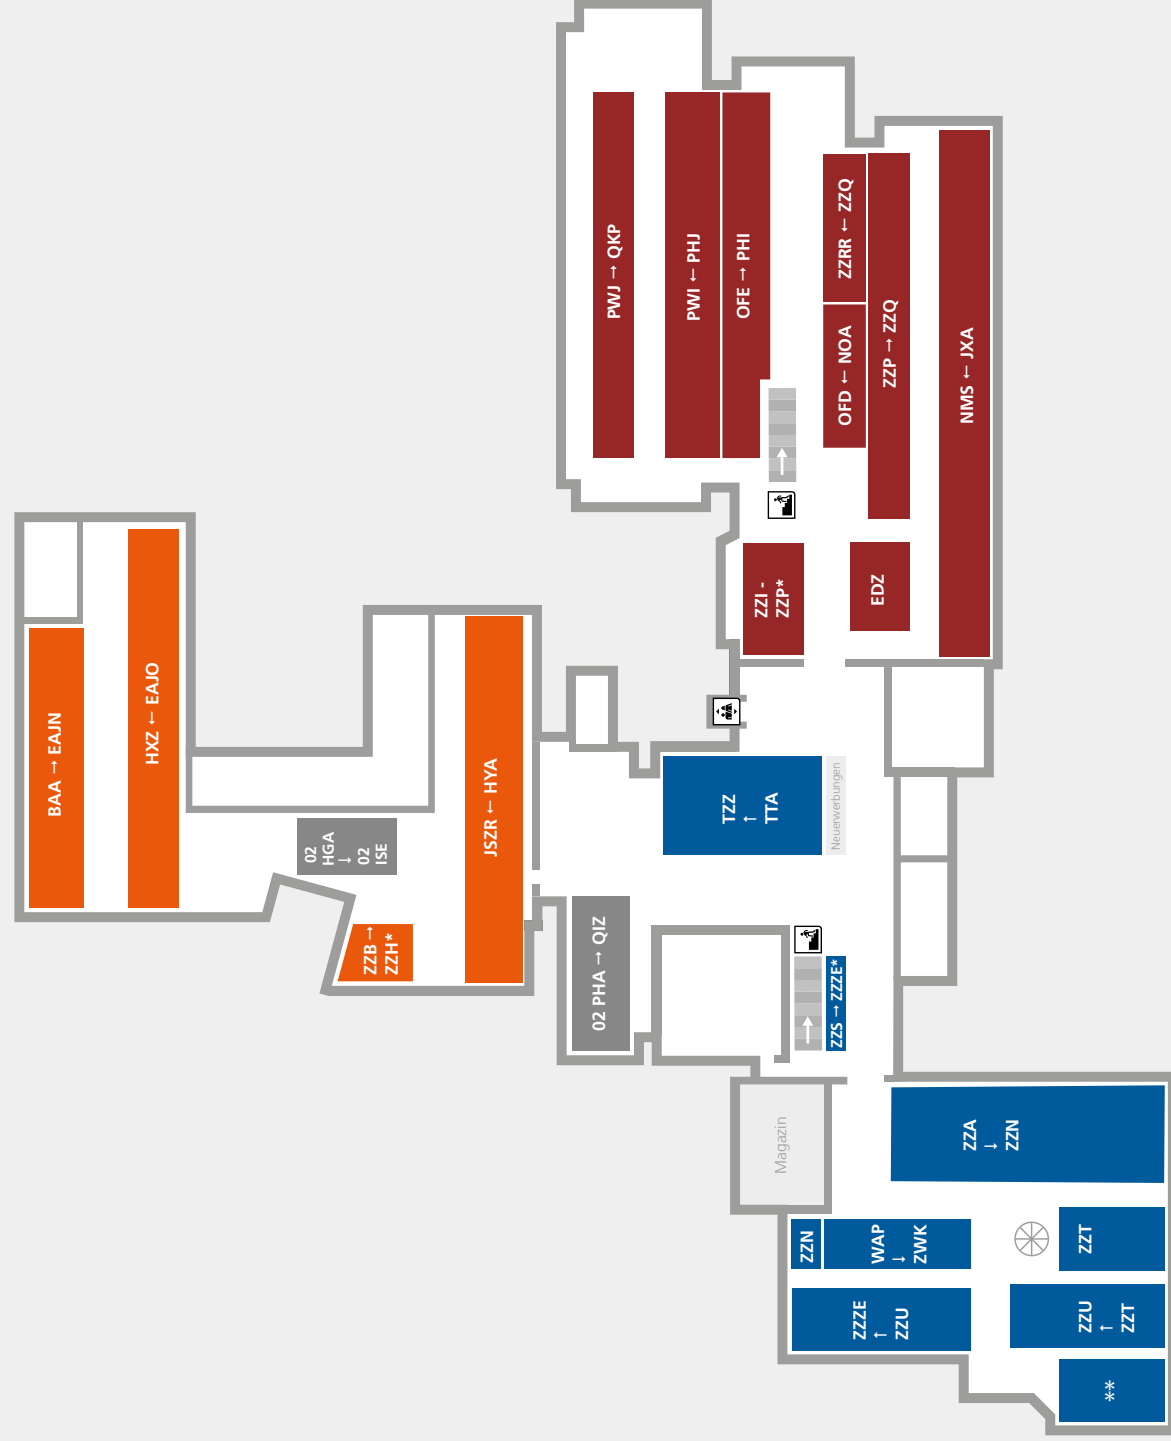 PWJ → QKP
PWI ← PHJ
OFE → PHI
ZZRR ← ZZQ
OFD ← NOA
ZZP → ZZQ
NMS ← JXA
ZZI -
ZZP*
EDZ
BAA → EAJN
HXZ ← EAJO
JSZR ← HYA
02
HGA
↓
02
ISE
ZZB →
ZZH*
TZZ
↑
TTA
Neuerwerbungen
02 PHA → QIZ
ZZS → ZZZE*
Magazin
ZZA
↓
ZZN
ZZN
WAP
↓
ZWK
ZZT
ZZZE
↑
ZZU
ZZU
↑
ZZT
**